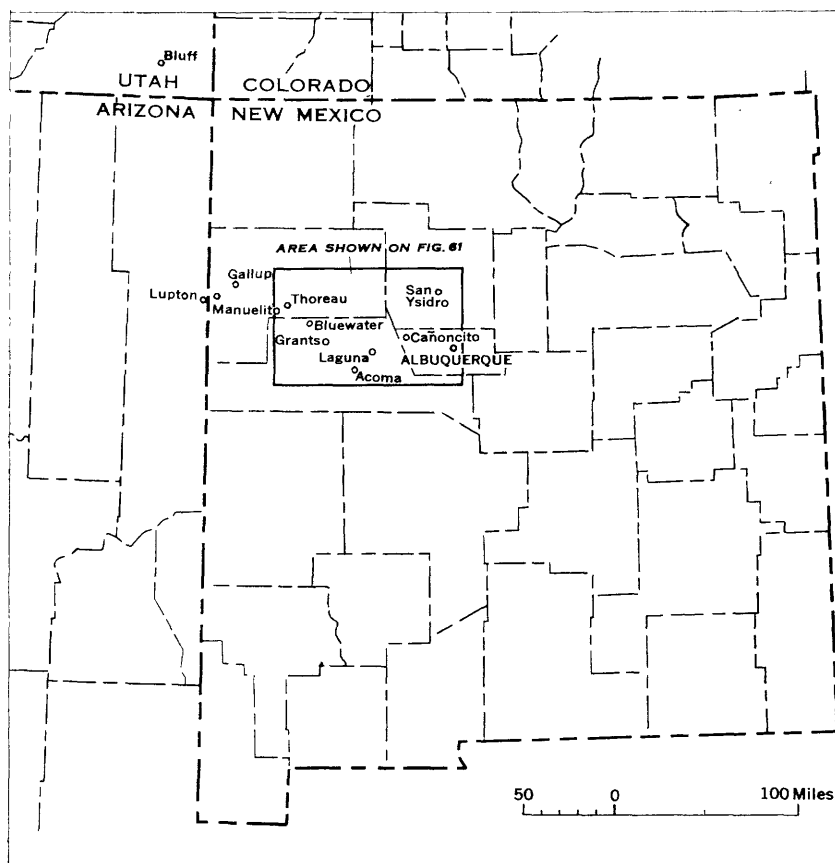 Bluff
UTAH
COLORADO
ARIZONA
NEW MEXICO
AREA SHOWN ON FIG. 61
Gallup
Lupton
Manuelito
Thoreau
San
Ysidro
Bluewater
Grants
Cañoncito
Laguna
ALBUQUERQUE
Acoma
50 0 100 Miles